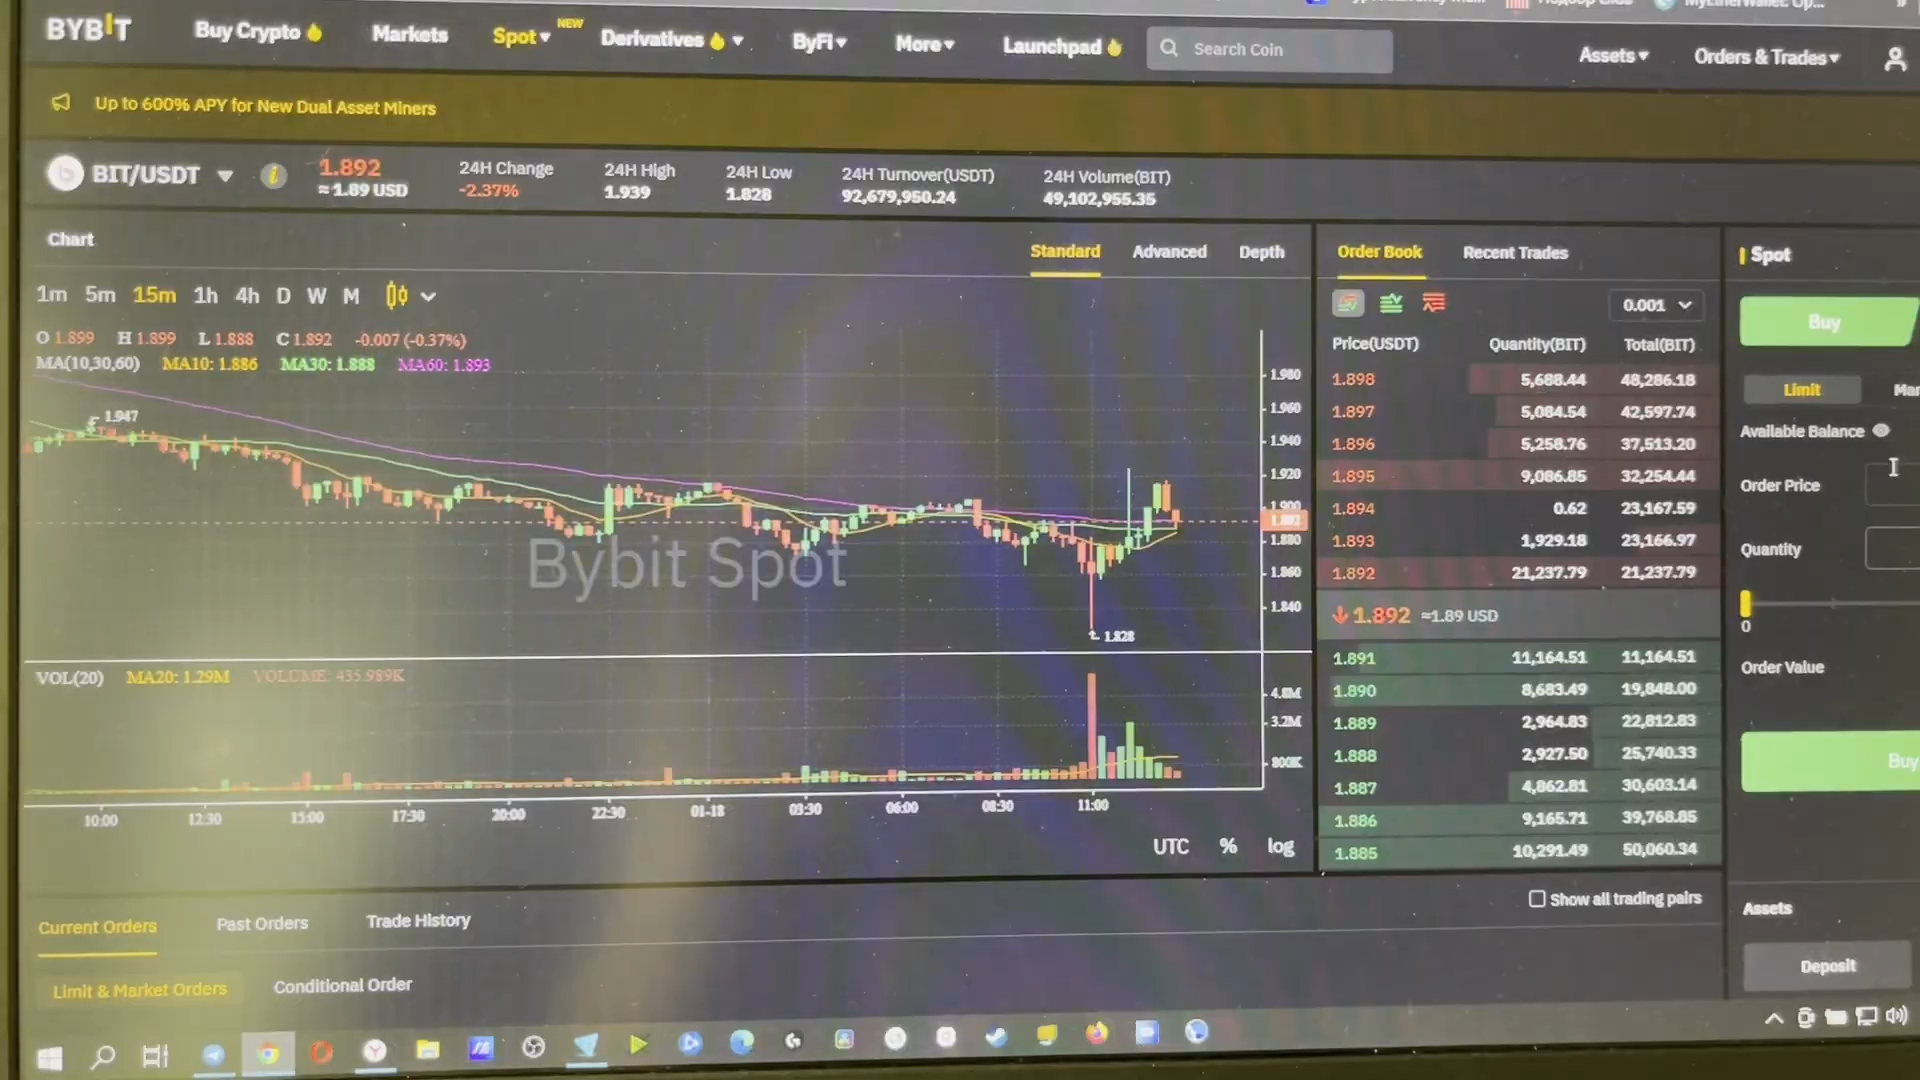 BYBIT
Buy Crypto
Markets
Spot
NEW
Derivatives
ByFi
More
Launchpad
Search Coin
Assets
Orders & Trades
Up to 600% APY for New Dual Asset Miners
BIT/USDT
1.892
≈ 1.89 USD
24H Change
-2.37%
24H High
1.939
24H Low
1.828
24H Turnover(USDT)
92,679,950.24
24H Volume(BIT)
49,102,955.35
Chart
Standard
Advanced
Depth
1m 5m 15m 1h 4h D W M
O 1.899 H 1.899 L 1.888 C 1.892 -0.007 (-0.37%)
MA(10,30,60) MA10: 1.886 MA30: 1.888 MA60: 1.893
1.947
1.980
1.960
1.940
1.920
1.900
1.892
1.880
1.860
1.840
Bybit Spot
1.828
VOL(20) MA20: 1.29M VOLUME: 435.989K
4.8M
3.2M
800K
10:00 12:30 15:00 17:30 20:00 22:30 01-18 03:30 06:00 08:30 11:00
UTC % log
Order Book
Recent Trades
0.001
Price(USDT) Quantity(BIT) Total(BIT)
1.898 5,688.44 48,286.18
1.897 5,084.54 42,597.74
1.896 5,258.76 37,513.20
1.895 9,086.85 32,254.44
1.894 0.62 23,167.59
1.893 1,929.18 23,166.97
1.892 21,237.79 21,237.79
1.892 ≈1.89 USD
1.891 11,164.51 11,164.51
1.890 8,683.49 19,848.00
1.889 2,964.83 22,812.83
1.888 2,927.50 25,740.33
1.887 4,862.81 30,603.14
1.886 9,165.71 39,768.85
1.885 10,291.49 50,060.34
Show all trading pairs
Spot
Buy
Limit
Available Balance
Order Price
Quantity
0
Order Value
Buy
Assets
Deposit
Current Orders
Past Orders
Trade History
Limit & Market Orders
Conditional Order